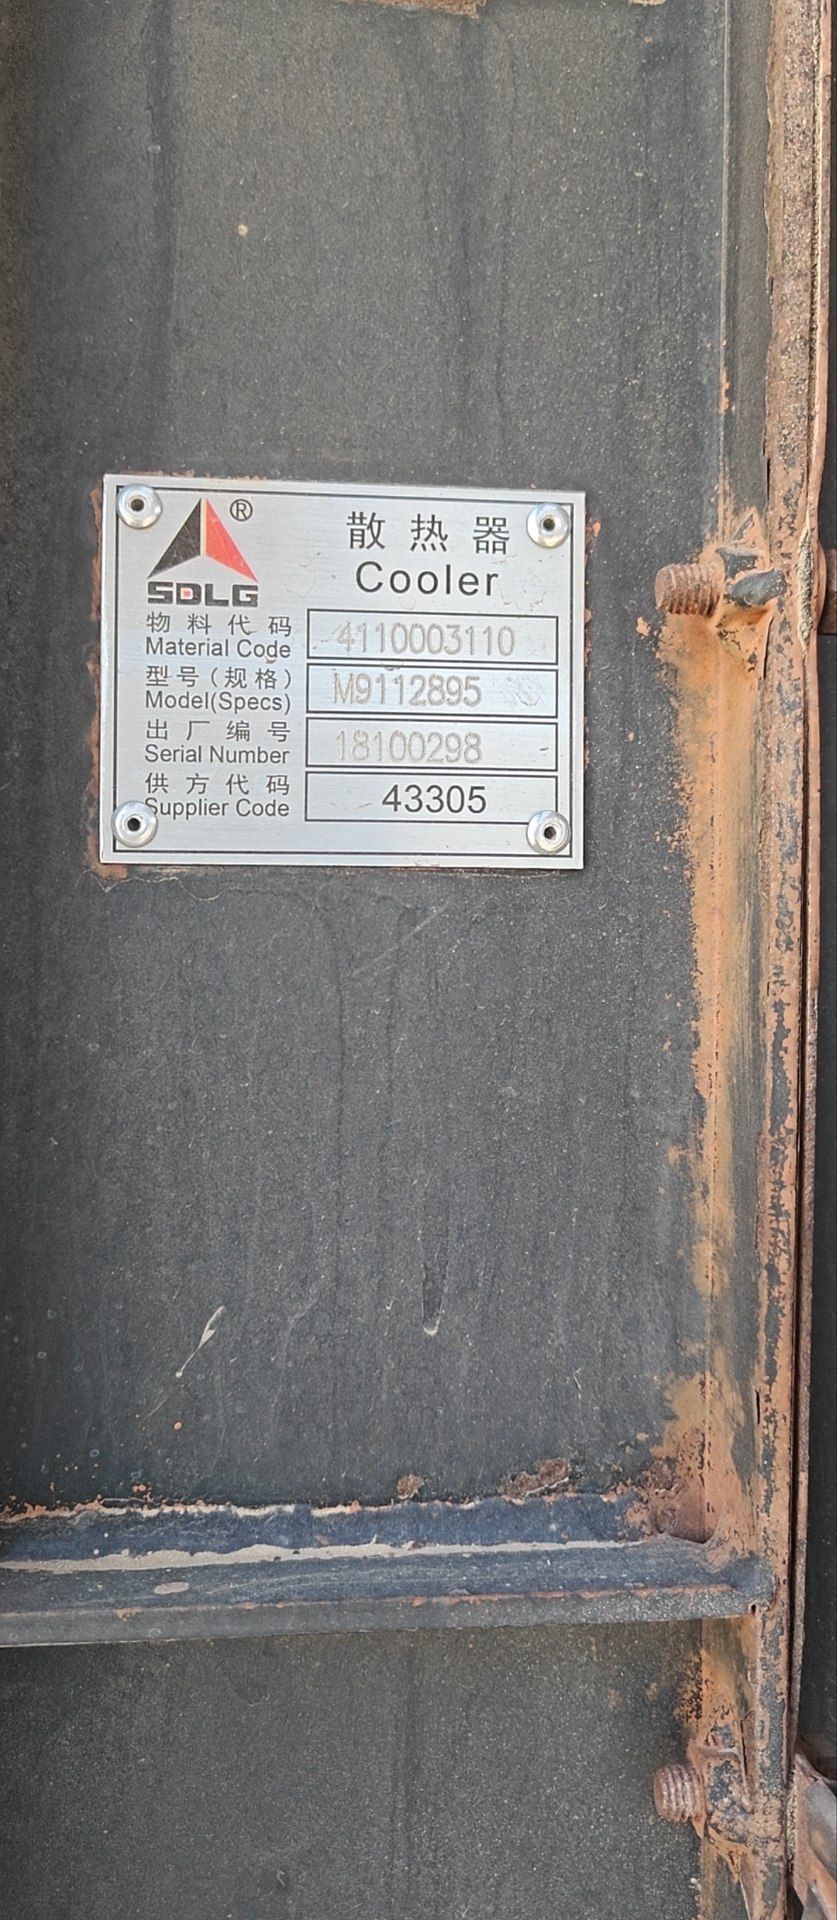 ®
SDLG
散热器
Cooler
物料代码
Material Code 4110003110
型号(规格)
Model(Specs) M9112895
出厂编号
Serial Number 18100298
供方代码
Supplier Code 43305